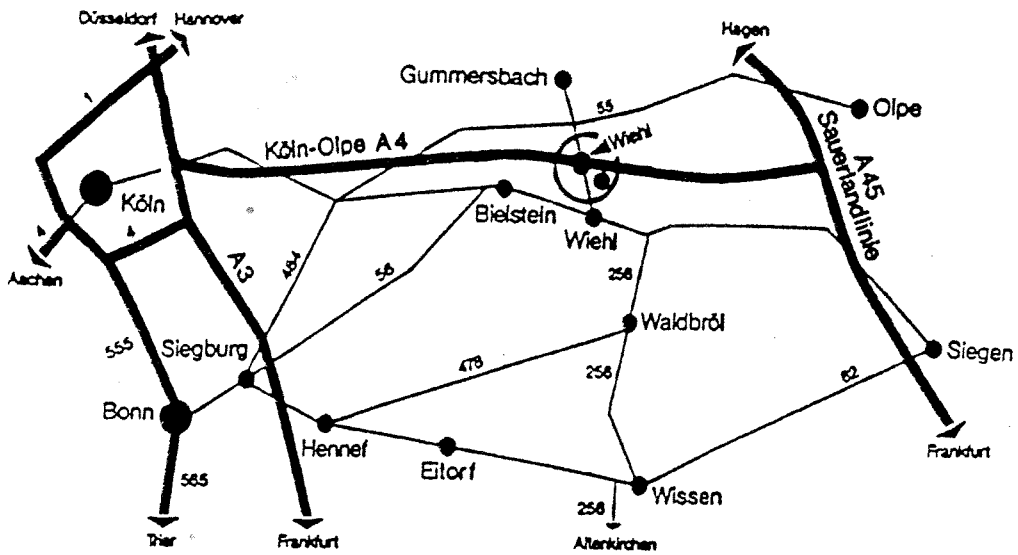 Düsseldorf Hannover
Hagen
Gummersbach
1
55
Olpe
Wiehl
Köln-Olpe A4
A45
Sauerlandlinie
Köln
Bielstein
Wiehl
4
4
Aachen
A3
484
56
256
Waldbröl
555
Siegburg
478
256
Siegen
62
Bonn
Hennef
Eitorf
Frankfurt
565
Wissen
256
Trier
Frankfurt
Altenkirchen